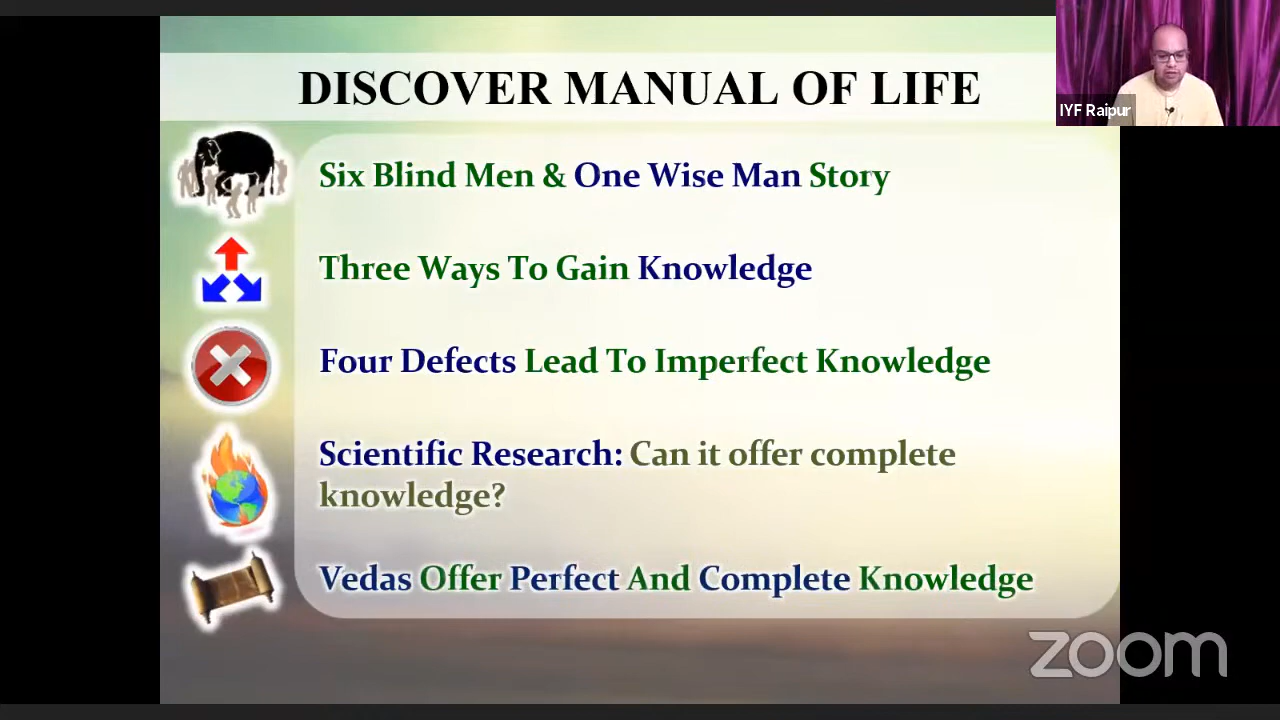 DISCOVER MANUAL OF LIFE
IYF Raipur
Six Blind Men & One Wise Man Story
Three Ways To Gain Knowledge
Four Defects Lead To Imperfect Knowledge
Scientific Research: Can it offer complete
knowledge?
Vedas Offer Perfect And Complete Knowledge
zoom